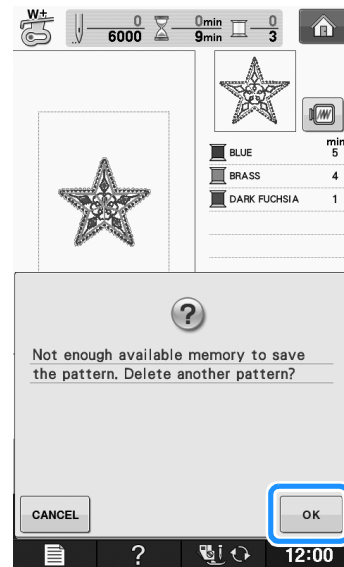 W+
0 0min 0
6000 9min 3
min
BLUE 5
BRASS 4
DARK FUCHSIA 1
?
Not enough available memory to save
the pattern. Delete another pattern?
CANCEL OK
? 12:00